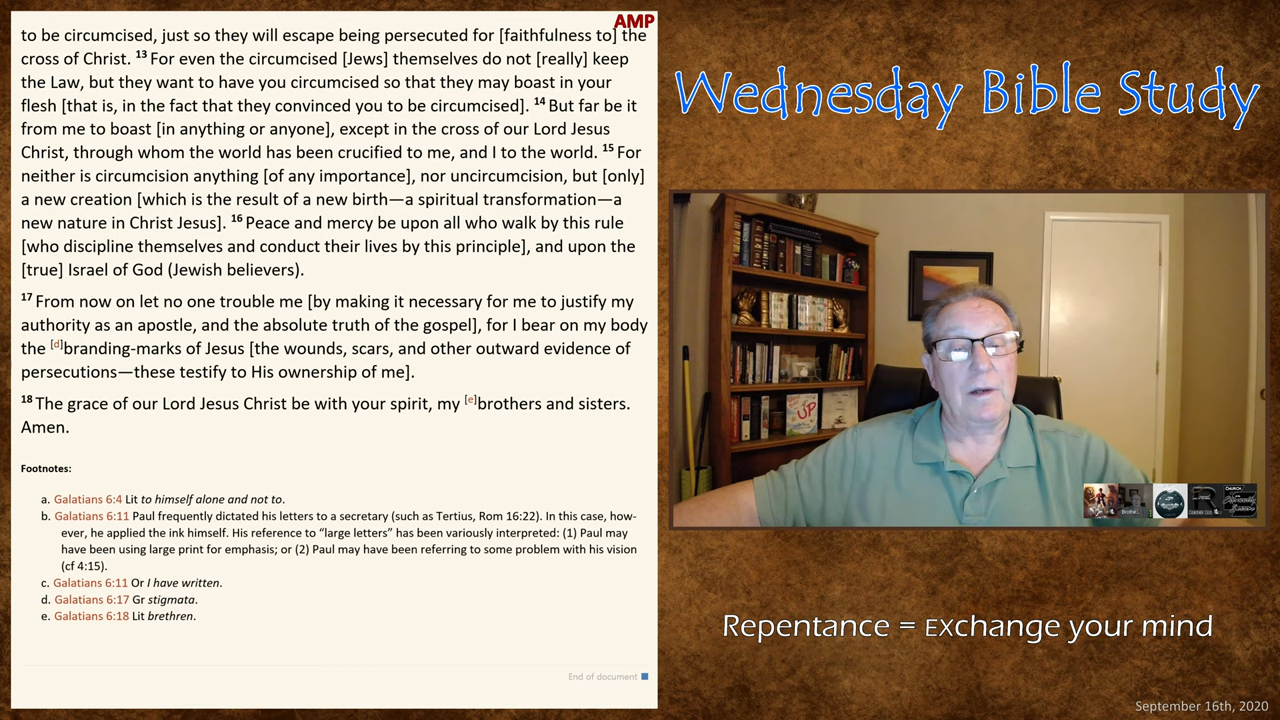 AMP
to be circumcised, just so they will escape being persecuted for [faithfulness to] the
cross of Christ. 13 For even the circumcised [Jews] themselves do not [really] keep
the Law, but they want to have you circumcised so that they may boast in your
flesh [that is, in the fact that they convinced you to be circumcised]. 14 But far be it
from me to boast [in anything or anyone], except in the cross of our Lord Jesus
Christ, through whom the world has been crucified to me, and I to the world. 15 For
neither is circumcision anything [of any importance], nor uncircumcision, but [only]
a new creation [which is the result of a new birth—a spiritual transformation—a
new nature in Christ Jesus]. 16 Peace and mercy be upon all who walk by this rule
[who discipline themselves and conduct their lives by this principle], and upon the
[true] Israel of God (Jewish believers).
17 From now on let no one trouble me [by making it necessary for me to justify my
authority as an apostle, and the absolute truth of the gospel], for I bear on my body
the [d]branding-marks of Jesus [the wounds, scars, and other outward evidence of
persecutions—these testify to His ownership of me].
18 The grace of our Lord Jesus Christ be with your spirit, my [e]brothers and sisters.
Amen.
Footnotes:
a. Galatians 6:4 Lit to himself alone and not to.
b. Galatians 6:11 Paul frequently dictated his letters to a secretary (such as Tertius, Rom 16:22). In this case, how-
ever, he applied the ink himself. His reference to “large letters” has been variously interpreted: (1) Paul may
have been using large print for emphasis; or (2) Paul may have been referring to some problem with his vision
(cf 4:15).
c. Galatians 6:11 Or I have written.
d. Galatians 6:17 Gr stigmata.
e. Galatians 6:18 Lit brethren.
End of document
Wednesday Bible Study
UP
Repentance = EXchange your mind
September 16th, 2020